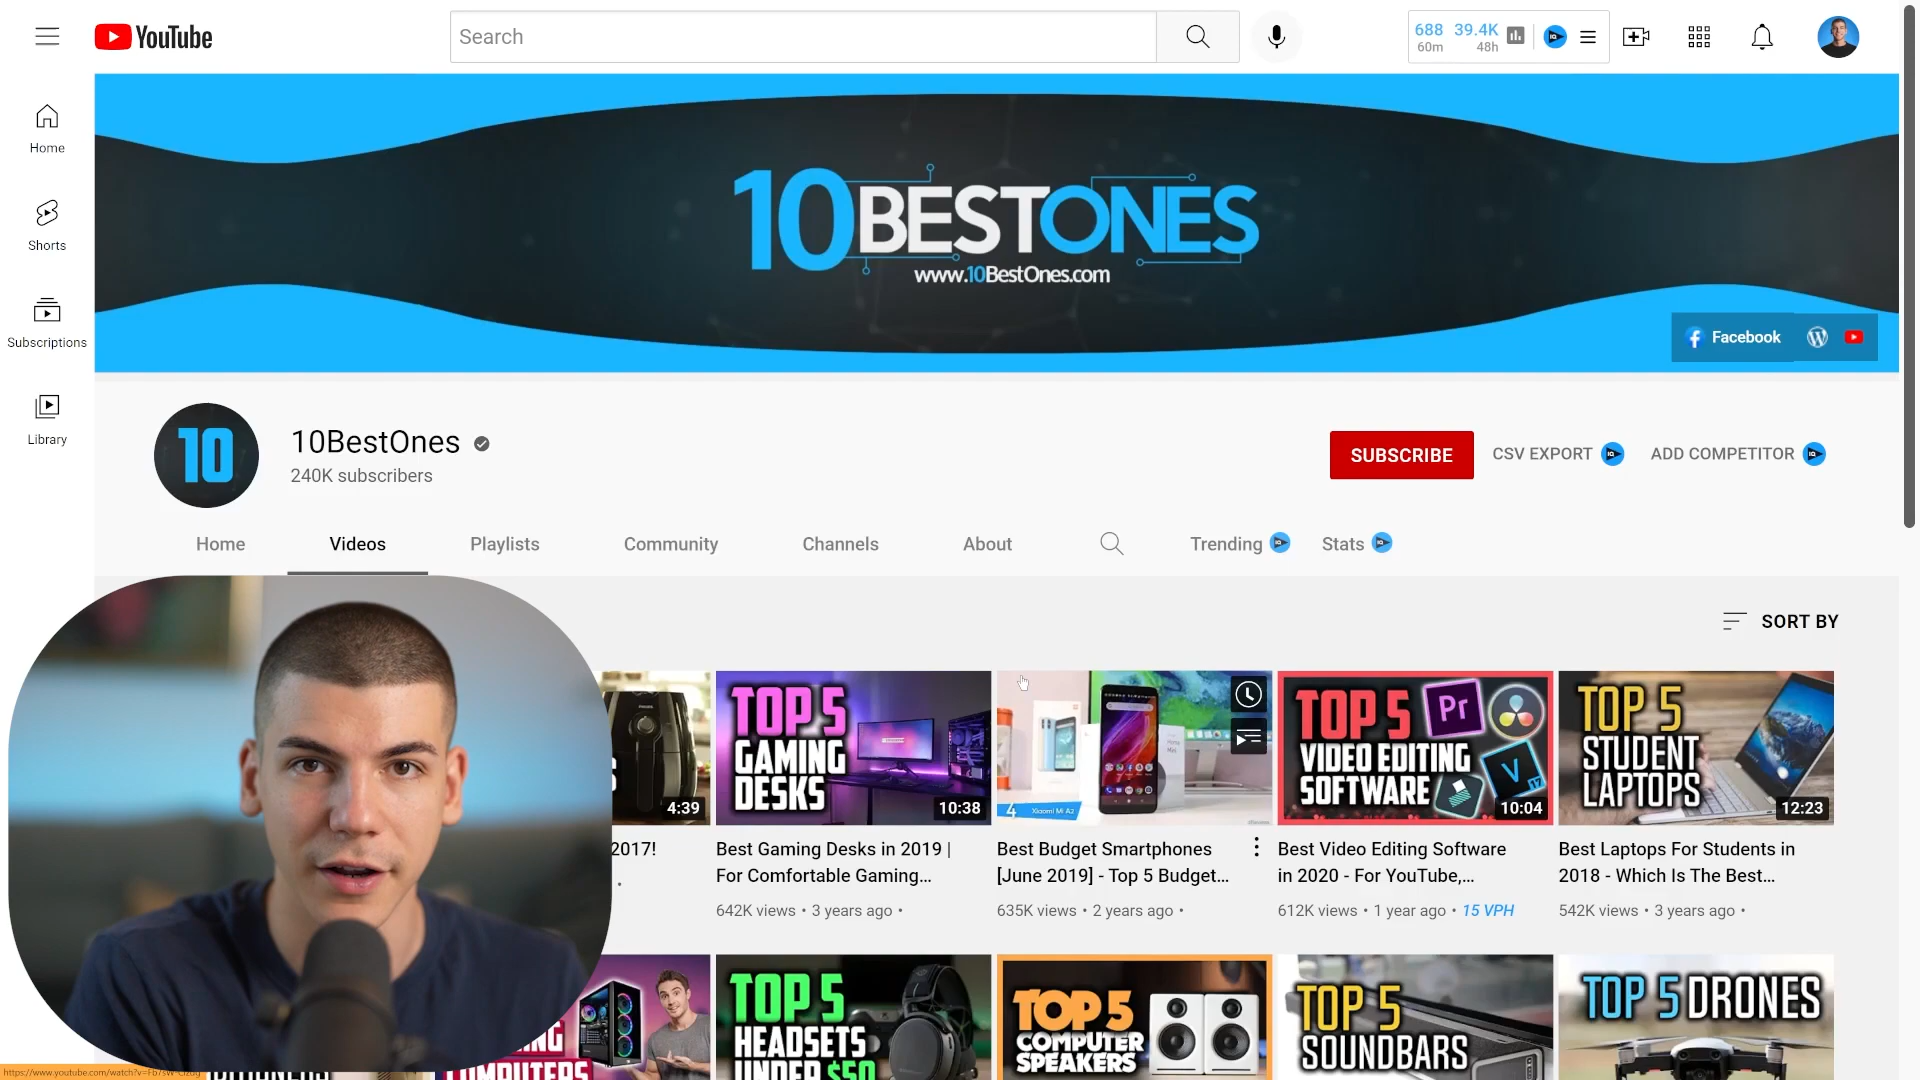 YouTube
Search
688 39.4K
60m 48h
Home
Shorts
Subscriptions
Library
10BESTONES
www.10BestOnes.com
Facebook
10
10BestOnes
240K subscribers
SUBSCRIBE
CSV EXPORT
ADD COMPETITOR
Home
Videos
Playlists
Community
Channels
About
Trending
Stats
SORT BY
4:39
TOP 5
GAMING
DESKS
10:38
4 Xiaomi Mi A2
TOP 5
VIDEO EDITING
SOFTWARE
Pr
V
10:04
TOP 5
STUDENT
LAPTOPS
12:23
2017!
Best Gaming Desks in 2019 |
For Comfortable Gaming...
642K views • 3 years ago •
Best Budget Smartphones
[June 2019] - Top 5 Budget...
635K views • 2 years ago •
Best Video Editing Software
in 2020 - For YouTube,...
612K views • 1 year ago • 15 VPH
Best Laptops For Students in
2018 - Which Is The Best...
542K views • 3 years ago •
TOP 5
HEADSETS
UNDER $50
TOP 5
COMPUTER
SPEAKERS
TOP 5
SOUNDBARS
TOP 5 DRONES